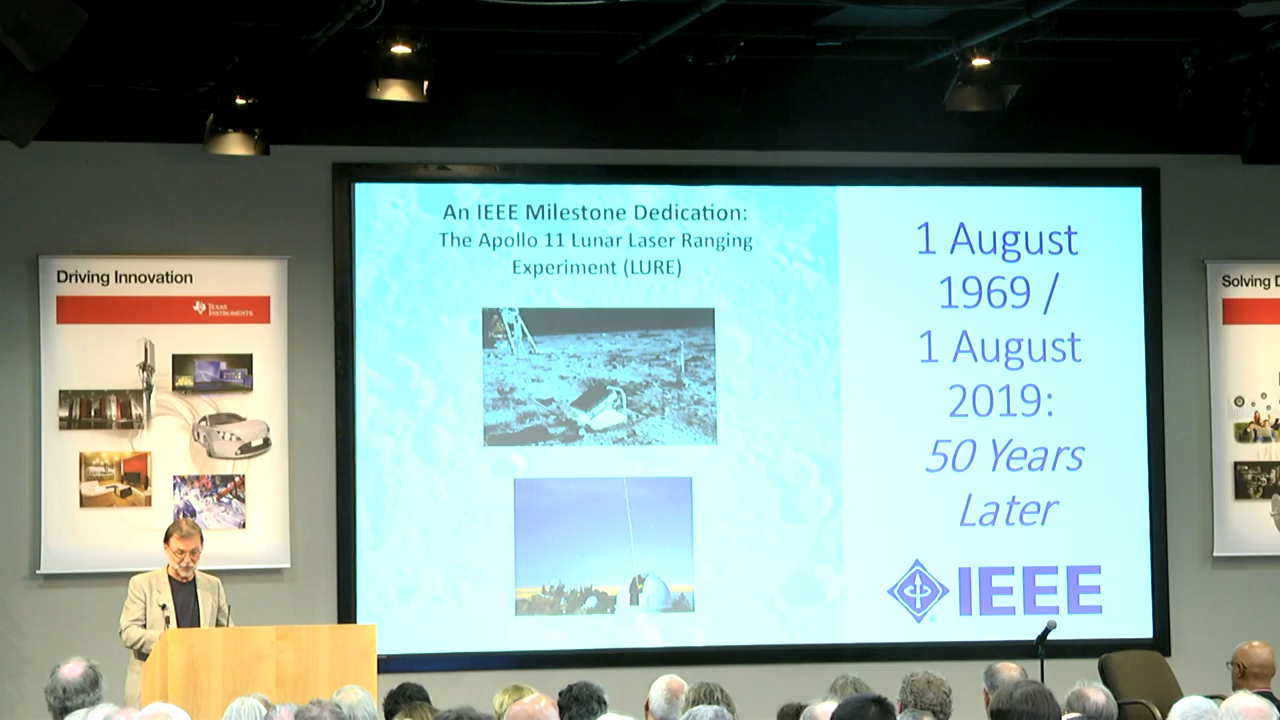 Driving Innovation
TEXAS
INSTRUMENTS
An IEEE Milestone Dedication:
The Apollo 11 Lunar Laser Ranging
Experiment (LURE)
1 August
1969 /
1 August
2019:
50 Years
Later
IEEE
Solving D